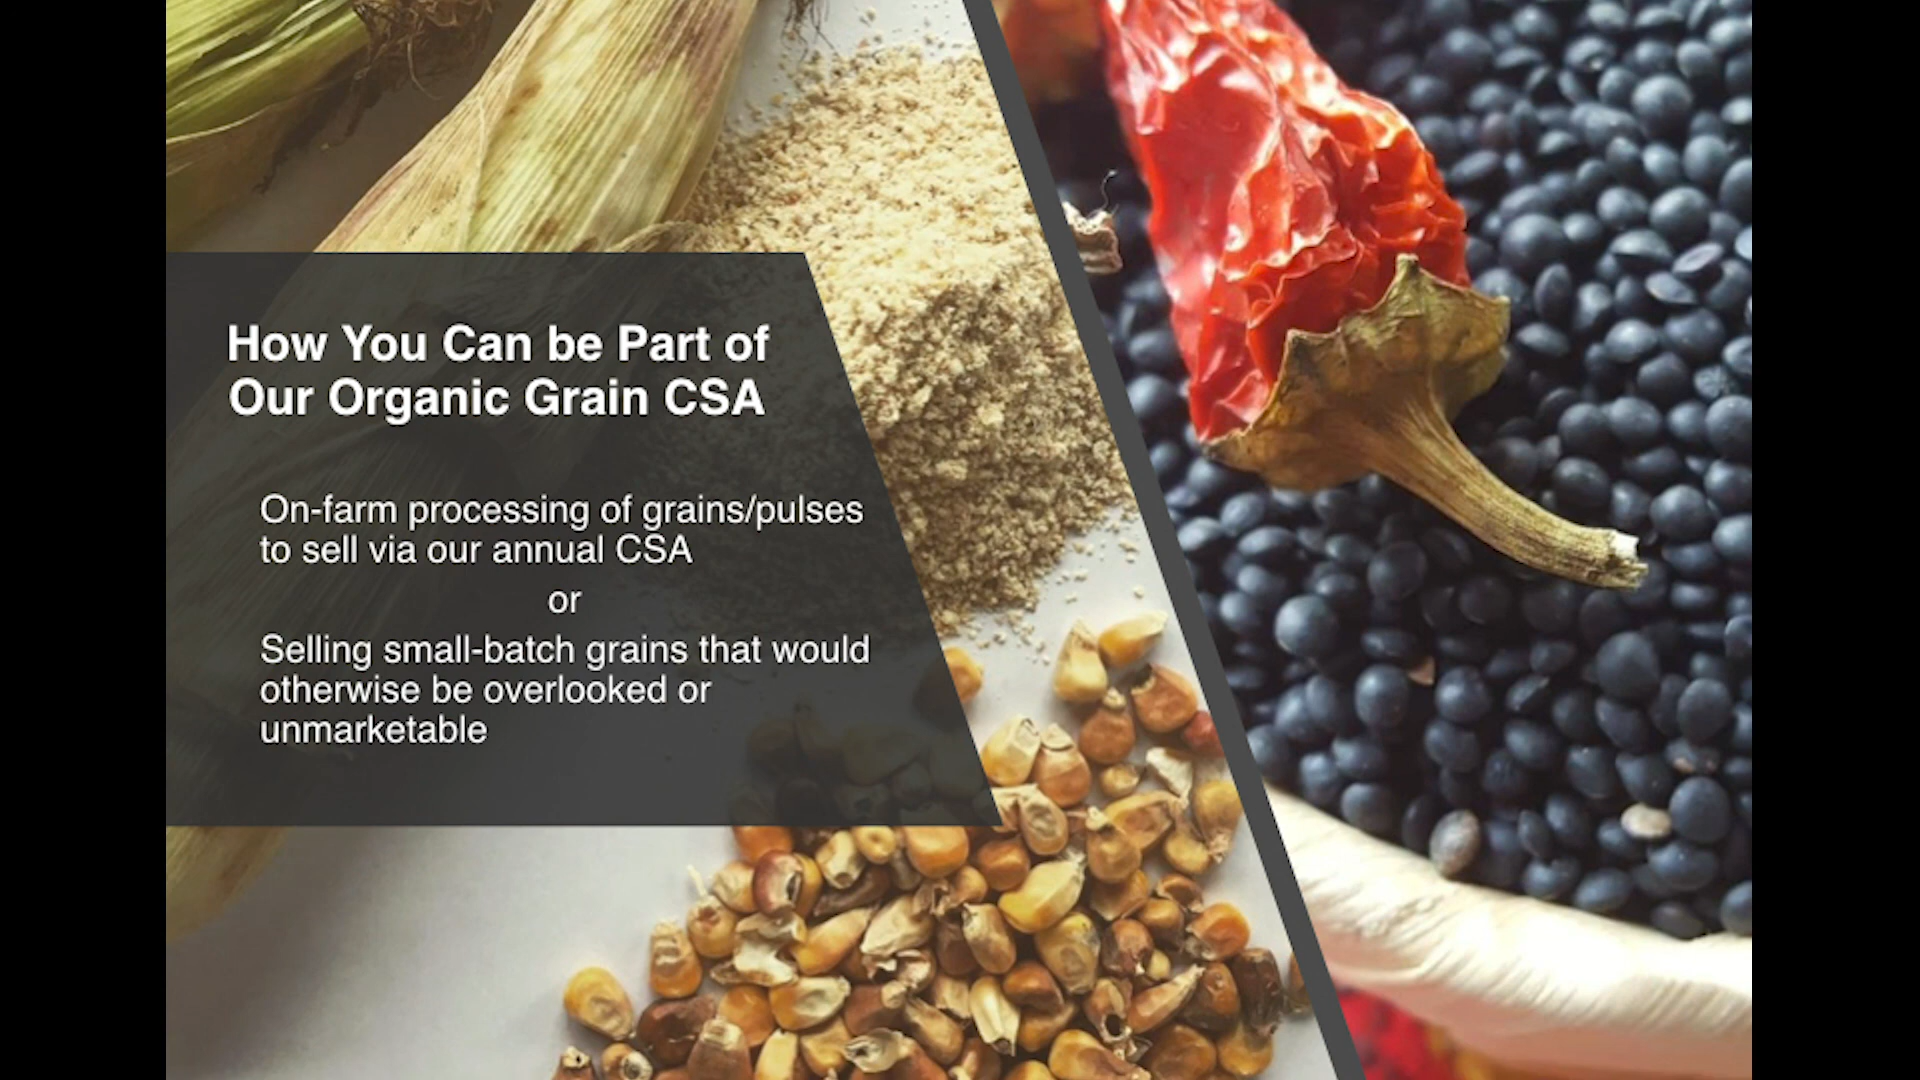 How You Can be Part of
Our Organic Grain CSA
On-farm processing of grains/pulses
to sell via our annual CSA
or
Selling small-batch grains that would
otherwise be overlooked or
unmarketable